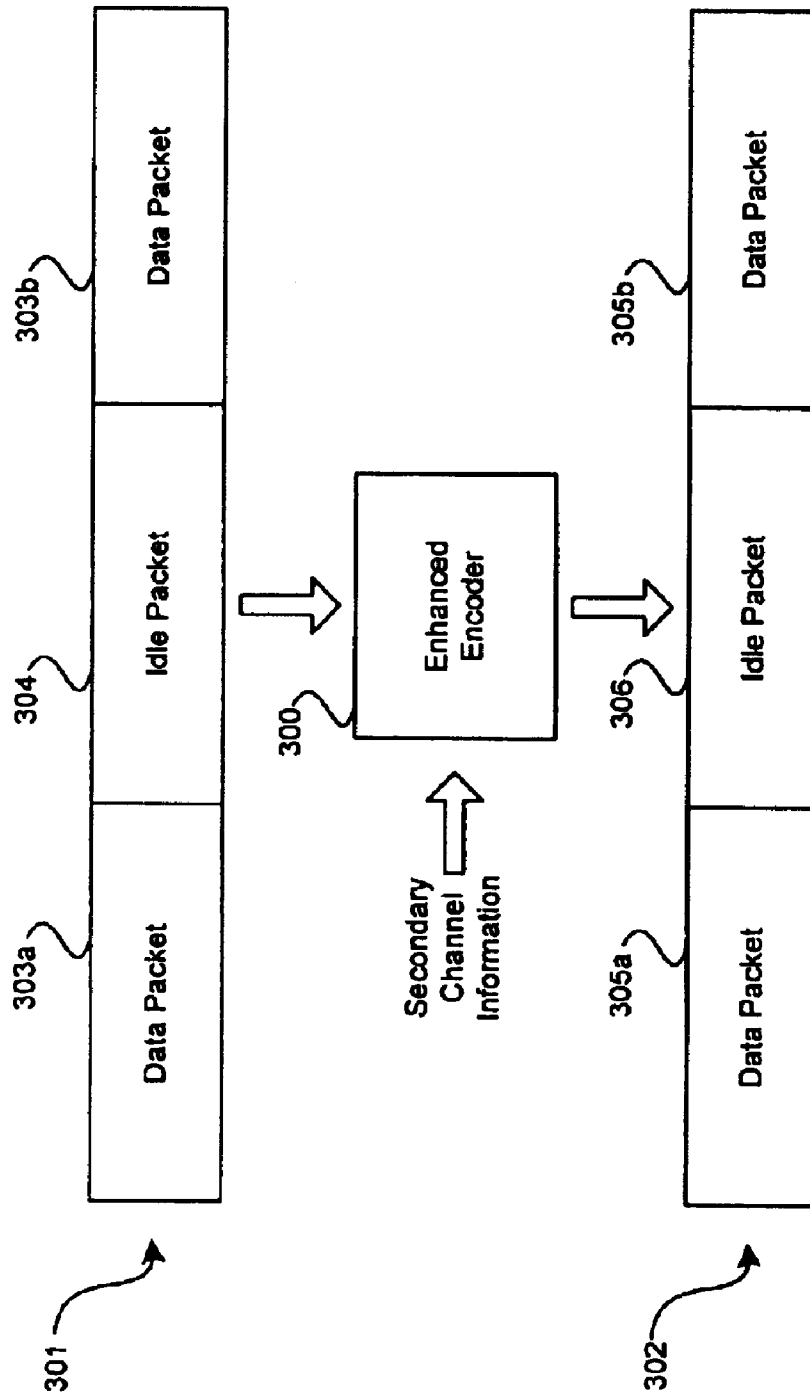 301
303a
304
303b
Data Packet
Idle Packet
Data Packet
300
Secondary
Channel
Information
Enhanced
Encoder
302
305a
306
305b
Data Packet
Idle Packet
Data Packet